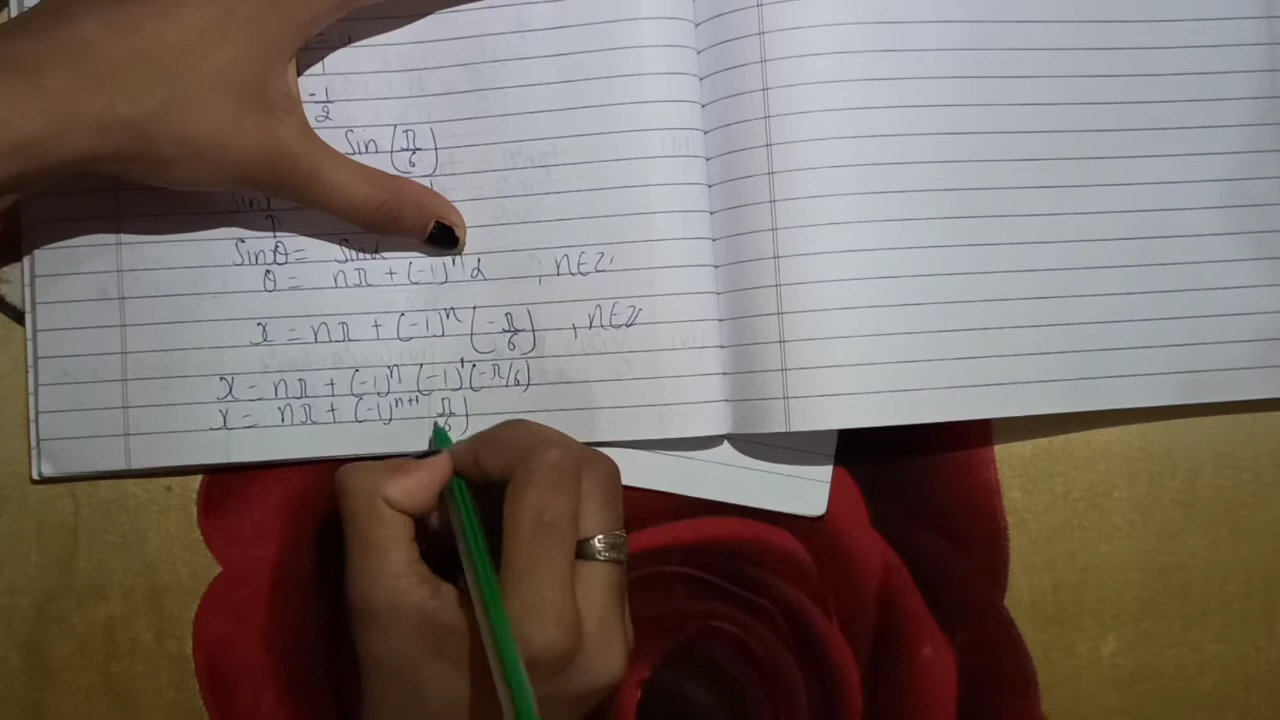 -1/2
Sin (π/6)
Sinx
Sinθ = Sinα
θ = nπ + (-1)ⁿ α , n∈Z
x = nπ + (-1)ⁿ (-π/6) , n∈Z
x = nπ + (-1)ⁿ (-1)¹ (-π/6)
x = nπ + (-1)ⁿ⁺¹ π/6)